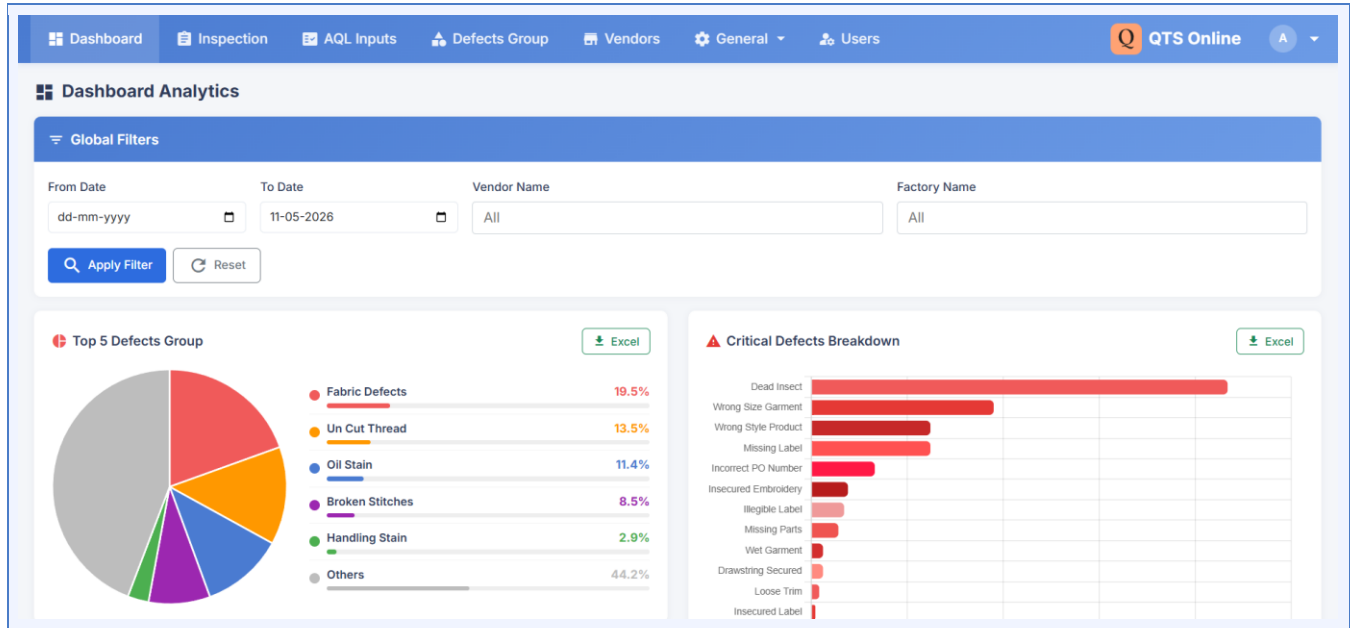 Dashboard
Inspection
AQL Inputs
Defects Group
Vendors
General
Users
Q
QTS Online
A
Dashboard Analytics
Global Filters
From Date
To Date
Vendor Name
Factory Name
dd-mm-yyyy
11-05-2026
All
All
Apply Filter
Reset
Top 5 Defects Group
Excel
Fabric Defects 19.5%
Un Cut Thread 13.5%
Oil Stain 11.4%
Broken Stitches 8.5%
Handling Stain 2.9%
Others 44.2%
Critical Defects Breakdown
Excel
Dead Insect
Wrong Size Garment
Wrong Style Product
Missing Label
Incorrect PO Number
Insecured Embroidery
Illegible Label
Missing Parts
Wet Garment
Drawstring Secured
Loose Trim
Insecured Label